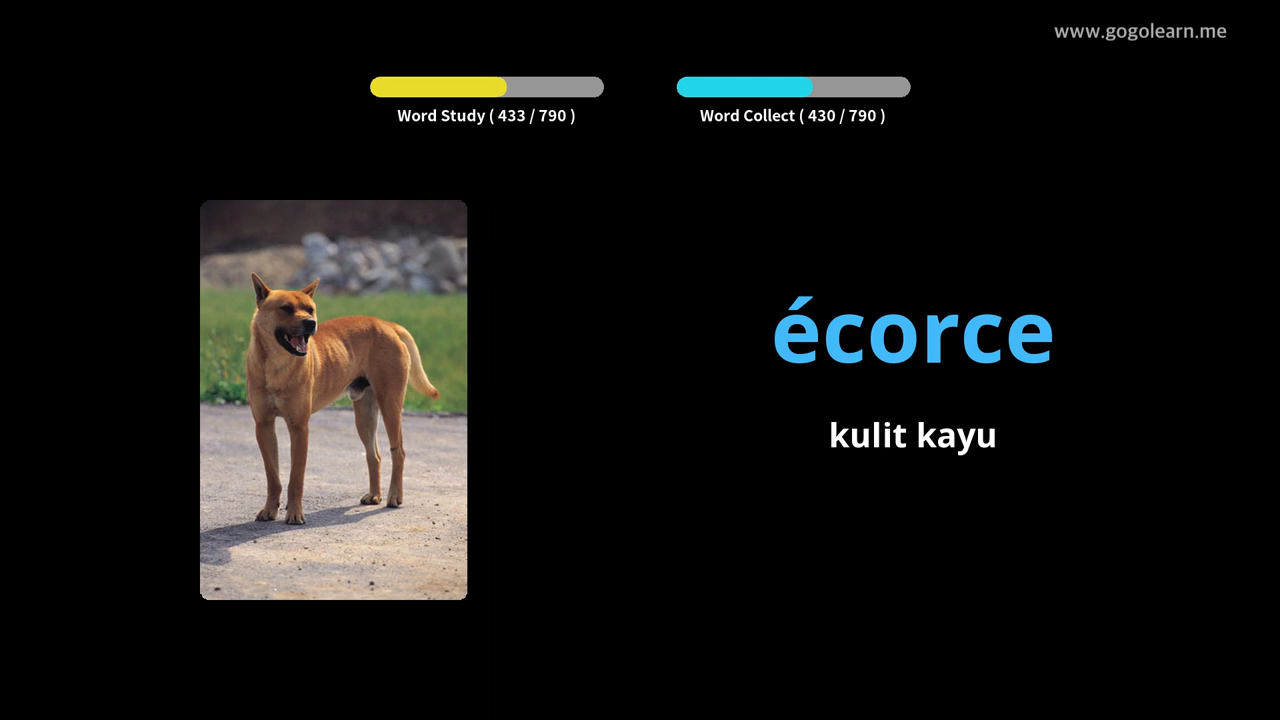 www.gogolearn.me
Word Study ( 433 / 790 )
Word Collect ( 430 / 790 )
écorce
kulit kayu